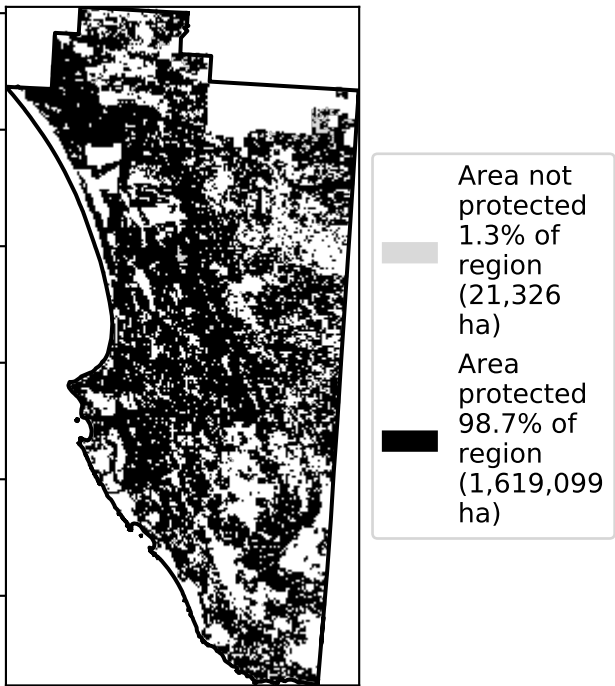 Area not
protected
1.3% of
region
(21,326
ha)
Area
protected
98.7% of
region
(1,619,099
ha)